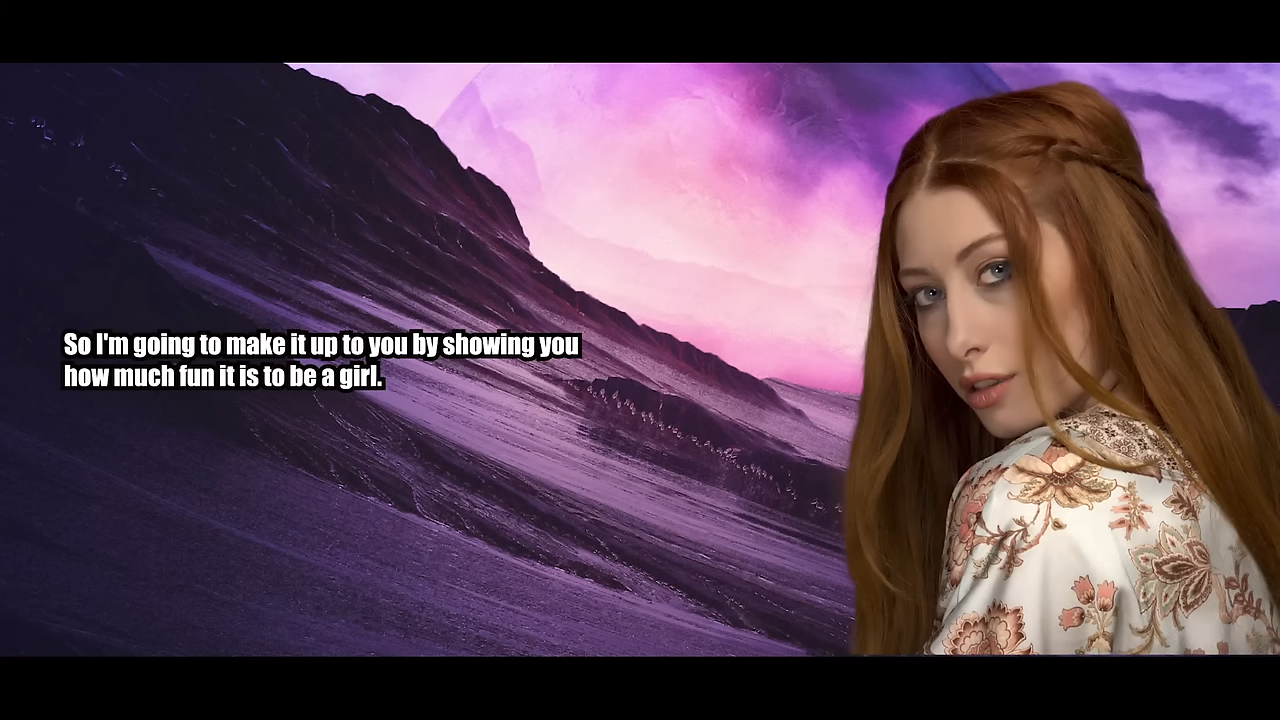 So I'm going to make it up to you by showing you
how much fun it is to be a girl.